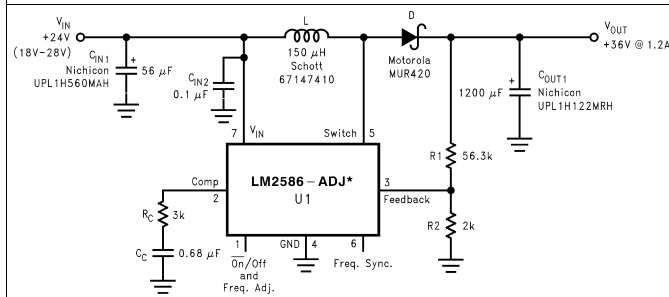 V_IN
+24V
(18V-28V)
C_IN1
Nichicon
UPL1H560MAH
+
56 μF
C_IN2
0.1 μF
L
150 μH
Schott
67147410
D
Motorola
MUR420
V_OUT
+36V @ 1.2A
+
1200 μF
C_OUT1
Nichicon
UPL1H122MRH
7
V_IN
Switch
5
R1
56.3k
LM2586-ADJ*
U1
Comp
2
3
Feedback
R_C
3k
R2
2k
C_C
0.68 μF
1
On/Off
and
Freq. Adj.
GND
4
6
Freq. Sync.